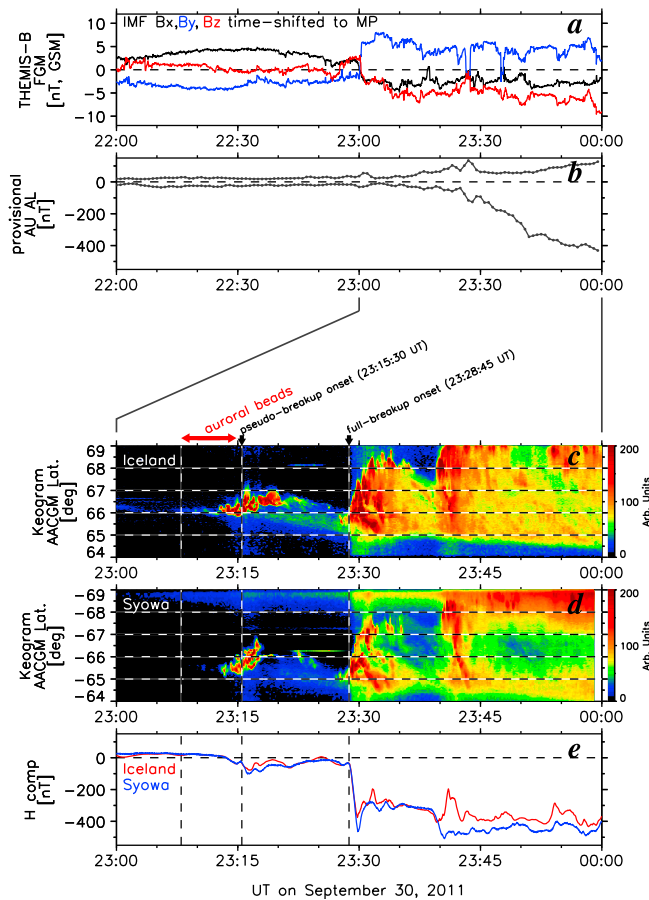 IMF Bx,By, Bz time-shifted to MP
a
THEMIS-B
FGM
[nT, GSM]
10
5
0
-5
-10
22:00 22:30 23:00 23:30 00:00
b
provisional
AU AL
[nT]
0
-200
-400
22:00 22:30 23:00 23:30 00:00
auroral beads
pseudo-breakup onset (23:15:30 UT)
full-breakup onset (23:28:45 UT)
Iceland
c
Keogram
AACGM Lat.
[deg]
69
68
67
66
65
64
200
100
0
Arb. Units
23:00 23:15 23:30 23:45 00:00
Syowa
d
Keogram
AACGM Lat.
[deg]
-69
-68
-67
-66
-65
-64
200
100
0
Arb. Units
23:00 23:15 23:30 23:45 00:00
e
Iceland
Syowa
H comp
[nT]
0
-200
-400
23:00 23:15 23:30 23:45 00:00
UT on September 30, 2011